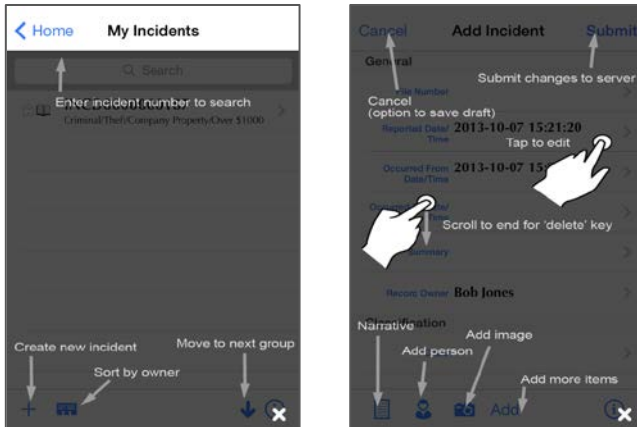 Home My Incidents
Search
Enter incident number to search
Criminal/Theft/Company Property/Over $1000
Create new incident
Move to next group
Sort by owner
Cancel Add Incident Submit
General
Submit changes to server
File Number
Cancel
(option to save draft)
Reported Date/ 2013-10-07 15:21:20
Time
Tap to edit
Occurred From 2013-10-07
Date/Time
Scroll to end for 'delete' key
Summary
Record Owner Bob Jones
Classification
Narrative
Add image
Add person
Add more items
Add